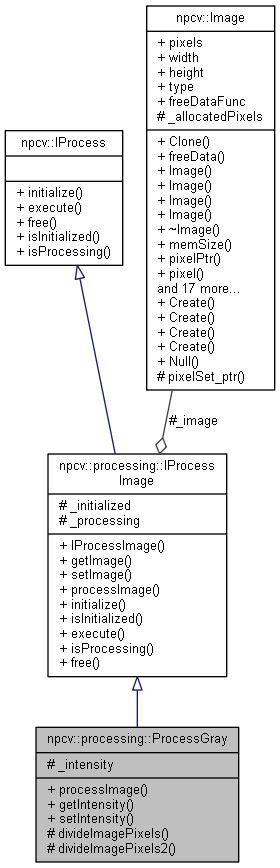 npcv::Image
+ pixels
+ width
+ height
+ type
+ freeDataFunc
# _allocatedPixels
+ Clone()
+ freeData()
+ Image()
+ Image()
+ Image()
+ Image()
+ ~Image()
+ memSize()
+ pixelPtr()
+ pixel()
and 17 more...
+ Create()
+ Create()
+ Create()
+ Create()
+ Null()
# pixelSet_ptr()
npcv::IProcess
+ initialize()
+ execute()
+ free()
+ isInitialized()
+ isProcessing()
#_image
npcv::processing::IProcess
Image
# _initialized
# _processing
+ IProcessImage()
+ getImage()
+ setImage()
+ processImage()
+ initialize()
+ isInitialized()
+ execute()
+ isProcessing()
+ free()
npcv::processing::ProcessGray
# _intensity
+ processImage()
+ getIntensity()
+ setIntensity()
# divideImagePixels()
# divideImagePixels2()